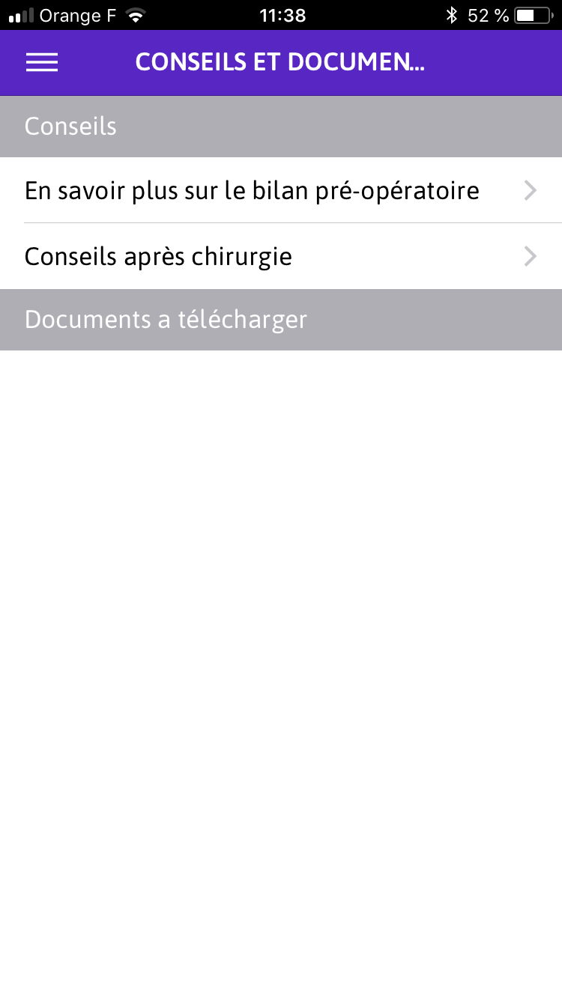 Orange F 11:38 52 %
CONSEILS ET DOCUMEN...
Conseils
En savoir plus sur le bilan pré-opératoire
Conseils après chirurgie
Documents a télécharger